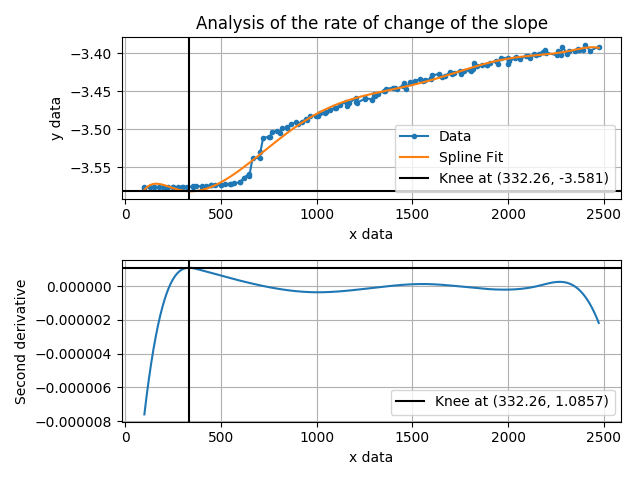 Analysis of the rate of change of the slope
y data
−3.40
−3.45
−3.50
−3.55
Data
Spline Fit
Knee at (332.26, -3.581)
0
500
1000
1500
2000
2500
x data
Second derivative
0.000000
−0.000002
−0.000004
−0.000006
−0.000008
Knee at (332.26, 1.0857)
0
500
1000
1500
2000
2500
x data